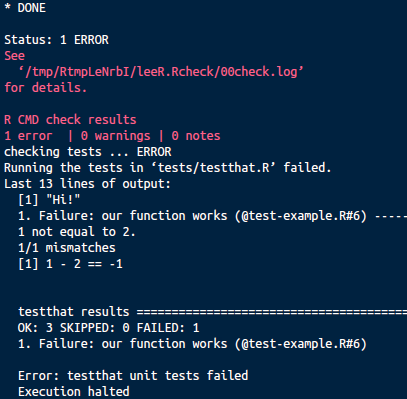 * DONE
Status: 1 ERROR
See
‘/tmp/RtmpLeNrbI/leeR.Rcheck/00check.log’
for details.
R CMD check results
1 error  | 0 warnings | 0 notes
checking tests ... ERROR
Running the tests in ‘tests/testthat.R’ failed.
Last 13 lines of output:
[1] "Hi!"
1. Failure: our function works (@test-example.R#6) -----
1 not equal to 2.
1/1 mismatches
[1] 1 - 2 == -1
testthat results =======================================
OK: 3 SKIPPED: 0 FAILED: 1
1. Failure: our function works (@test-example.R#6)
Error: testthat unit tests failed
Execution halted